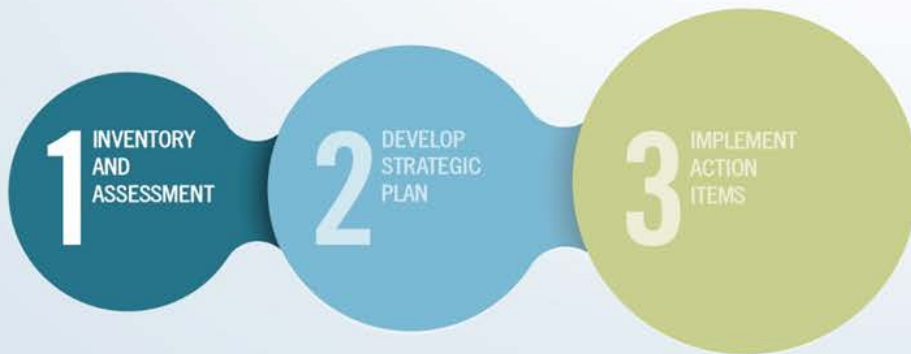 1
INVENTORY
AND
ASSESSMENT
2
DEVELOP
STRATEGIC
PLAN
3
IMPLEMENT
ACTION
ITEMS